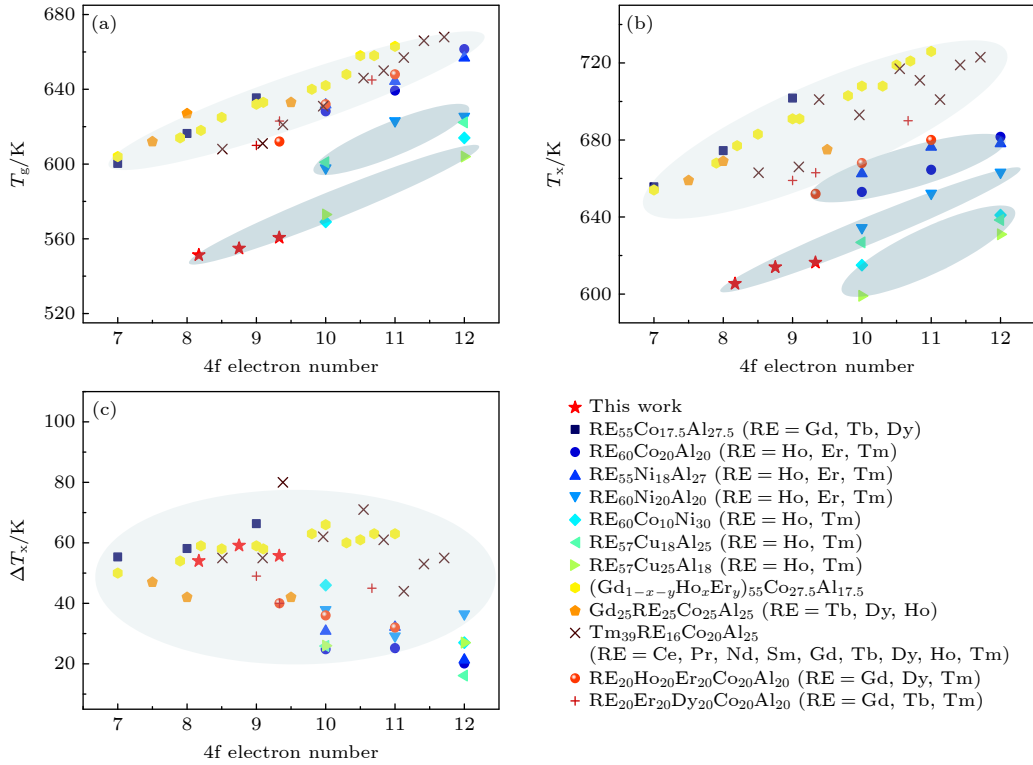 (a)
680
640
600
560
520
7 8 9 10 11 12
T_g/K
4f electron number
(b)
720
680
640
600
7 8 9 10 11 12
T_x/K
4f electron number
(c)
100
80
60
40
20
7 8 9 10 11 12
ΔT_x/K
4f electron number
This work
RE₅₅Co₁₇.₅Al₂₇.₅ (RE = Gd, Tb, Dy)
RE₆₀Co₂₀Al₂₀ (RE = Ho, Er, Tm)
RE₅₅Ni₁₈Al₂₇ (RE = Ho, Er, Tm)
RE₆₀Ni₂₀Al₂₀ (RE = Ho, Er, Tm)
RE₆₀Co₁₀Ni₃₀ (RE = Ho, Tm)
RE₅₇Cu₁₈Al₂₅ (RE = Ho, Tm)
RE₅₇Cu₂₅Al₁₈ (RE = Ho, Tm)
(Gd₁₋ₓ₋ᵧHoₓErᵧ)₅₅Co₂₇.₅Al₁₇.₅
Gd₂₅RE₂₅Co₂₅Al₂₅ (RE = Tb, Dy, Ho)
Tm₃₉RE₁₆Co₂₀Al₂₅
(RE = Ce, Pr, Nd, Sm, Gd, Tb, Dy, Ho, Tm)
RE₂₀Ho₂₀Er₂₀Co₂₀Al₂₀ (RE = Gd, Dy, Tm)
RE₂₀Er₂₀Dy₂₀Co₂₀Al₂₀ (RE = Gd, Tb, Tm)